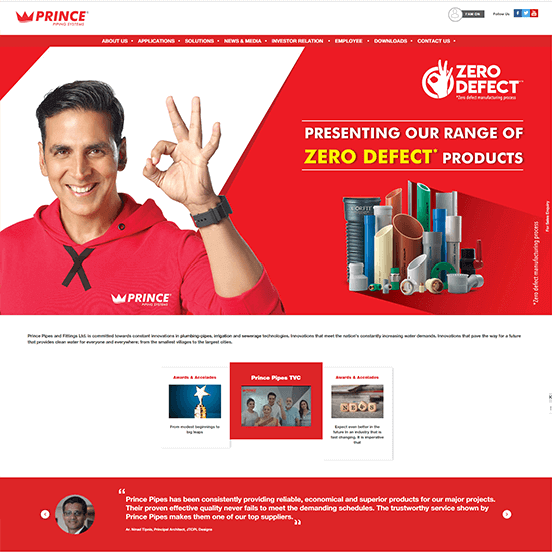 PRINCE
PIPING SYSTEMS
I AM ON
Follow Us
ABOUT US • APPLICATIONS • SOLUTIONS • NEWS & MEDIA • INVESTOR RELATION • EMPLOYEE • DOWNLOADS • CONTACT US •
ZERO
DEFECT
*Zero defect manufacturing process
PRESENTING OUR RANGE OF
ZERO DEFECT* PRODUCTS
PRINCE
PIPING SYSTEMS
*Zero defect manufacturing process
For Sales Enquiry
Prince Pipes and Fittings Ltd. is committed towards constant innovations in plumbing-pipes, irrigation and sewerage technologies. Innovations that meet the nation's constantly increasing water demands. Innovations that pave the way for a future
that provides clean water for everyone and everywhere, from the smallest villages to the largest cities.
Awards & Accolades
From modest beginnings to
big leaps
Prince Pipes TVC
Awards & Accolades
NEWS
Expect even better in the
future in an industry that is
fast changing. It is imperative
that
“ Prince Pipes has been consistently providing reliable, economical and superior products for our major projects.
Their proven effective quality never fails to meet the demanding schedules. The trustworthy service shown by
Prince Pipes makes them one of our top suppliers. ”
Principal Architect,